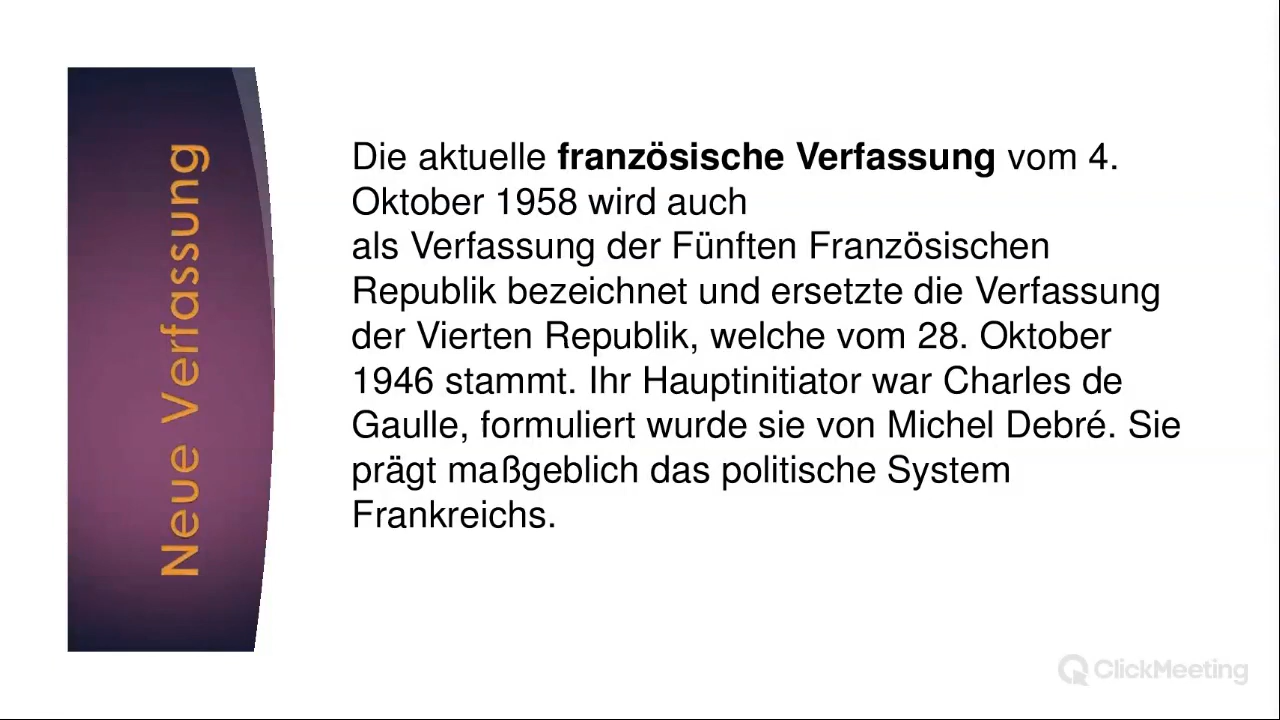 Neue Verfassung
Die aktuelle französische Verfassung vom 4.
Oktober 1958 wird auch
als Verfassung der Fünften Französischen
Republik bezeichnet und ersetzte die Verfassung
der Vierten Republik, welche vom 28. Oktober
1946 stammt. Ihr Hauptinitiator war Charles de
Gaulle, formuliert wurde sie von Michel Debré. Sie
prägt maßgeblich das politische System
Frankreichs.
ClickMeeting